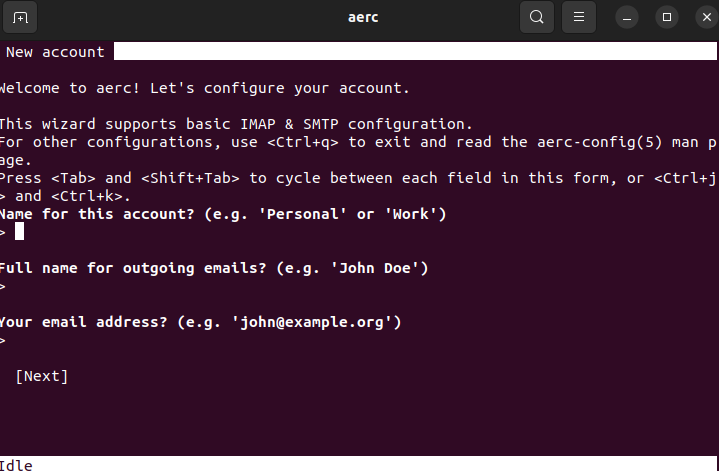 aerc
New account
Welcome to aerc! Let's configure your account.
This wizard supports basic IMAP & SMTP configuration.
For other configurations, use <Ctrl+q> to exit and read the aerc-config(5) man p
age.
Press <Tab> and <Shift+Tab> to cycle between each field in this form, or <Ctrl+j
> and <Ctrl+k>.
Name for this account? (e.g. 'Personal' or 'Work')
>
Full name for outgoing emails? (e.g. 'John Doe')
>
Your email address? (e.g. 'john@example.org')
>
[Next]
Idle